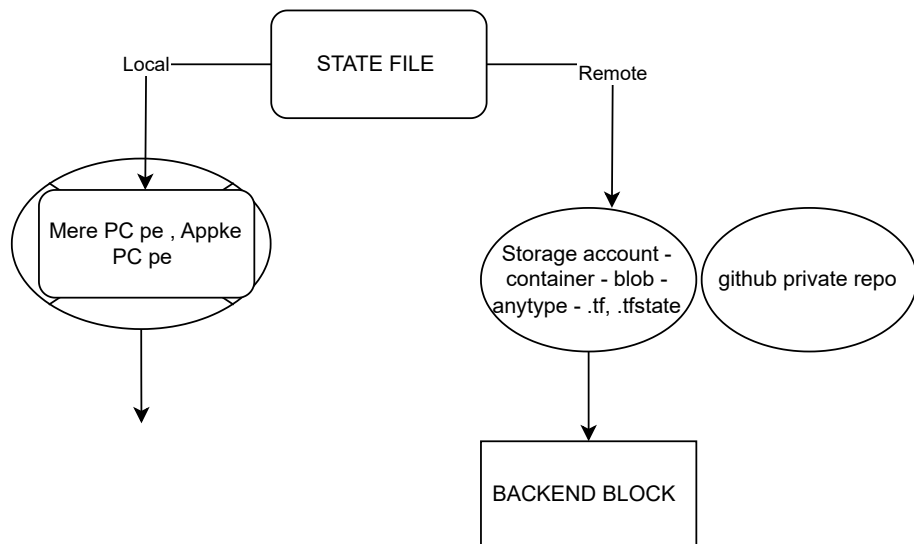 STATE FILE
Local
Remote
Mere PC pe , Appke
PC pe
Storage account -
container - blob -
anytype - .tf, .tfstate
github private repo
BACKEND BLOCK